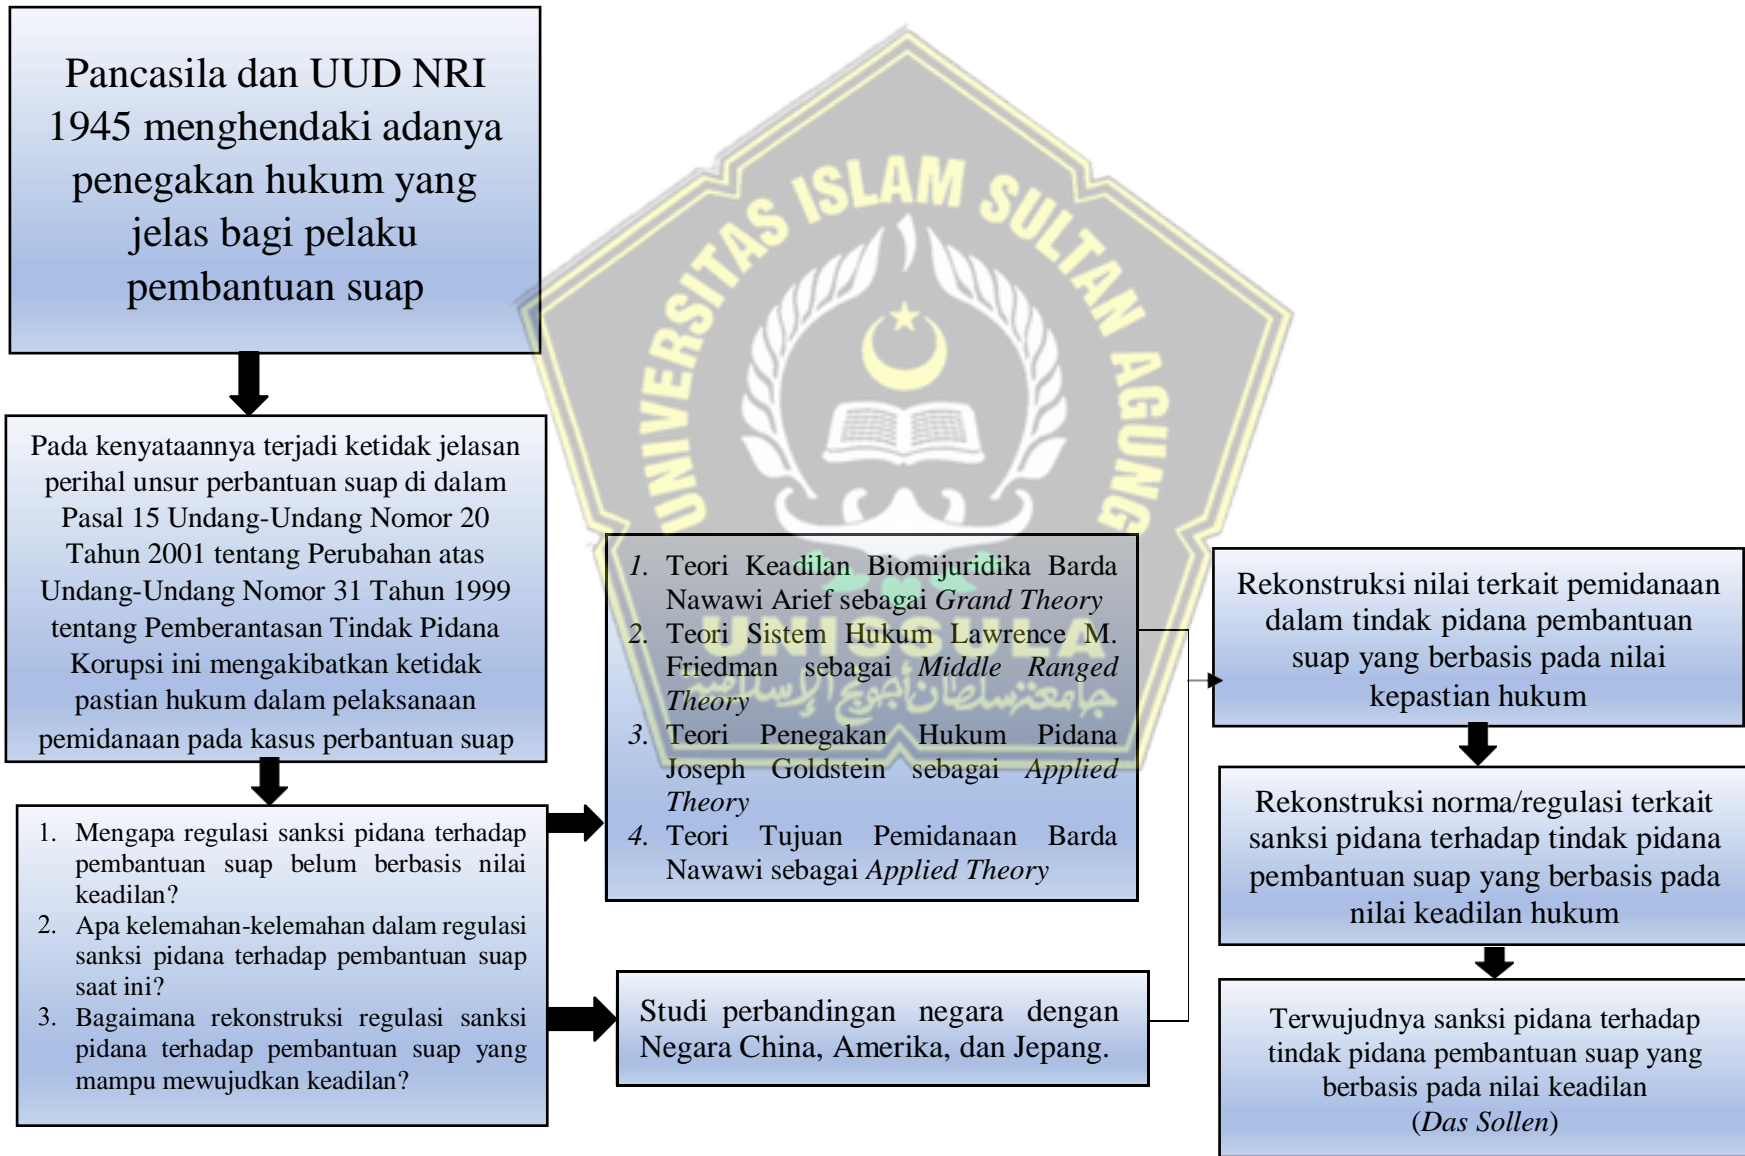 Pancasila dan UUD NRI
1945 menghendaki adanya
penegakan hukum yang
jelas bagi pelaku
pembantuan suap
Pada kenyataannya terjadi ketidak jelasan
perihal unsur perbantuan suap di dalam
Pasal 15 Undang-Undang Nomor 20
Tahun 2001 tentang Perubahan atas
Undang-Undang Nomor 31 Tahun 1999
tentang Pemberantasan Tindak Pidana
Korupsi ini mengakibatkan ketidak
pastian hukum dalam pelaksanaan
pemidanaan pada kasus perbantuan suap
1. Mengapa regulasi sanksi pidana terhadap
pembantuan suap belum berbasis nilai
keadilan?
2. Apa kelemahan-kelemahan dalam regulasi
sanksi pidana terhadap pembantuan suap
saat ini?
3. Bagaimana rekonstruksi regulasi sanksi
pidana terhadap pembantuan suap yang
mampu mewujudkan keadilan?
UNIVERSITAS ISLAM SULTAN AGUNG
UNISSULA
جامعة سلطان أجونج الإسلامية
1. Teori Keadilan Biomijuridika Barda
Nawawi Arief sebagai Grand Theory
2. Teori Sistem Hukum Lawrence M.
Friedman sebagai Middle Ranged
Theory
3. Teori Penegakan Hukum Pidana
Joseph Goldstein sebagai Applied
Theory
4. Teori Tujuan Pemidanaan Barda
Nawawi sebagai Applied Theory
Studi perbandingan negara dengan
Negara China, Amerika, dan Jepang.
Rekonstruksi nilai terkait pemidanaan
dalam tindak pidana pembantuan
suap yang berbasis pada nilai
kepastian hukum
Rekonstruksi norma/regulasi terkait
sanksi pidana terhadap tindak pidana
pembantuan suap yang berbasis pada
nilai keadilan hukum
Terwujudnya sanksi pidana terhadap
tindak pidana pembantuan suap yang
berbasis pada nilai keadilan
(Das Sollen)